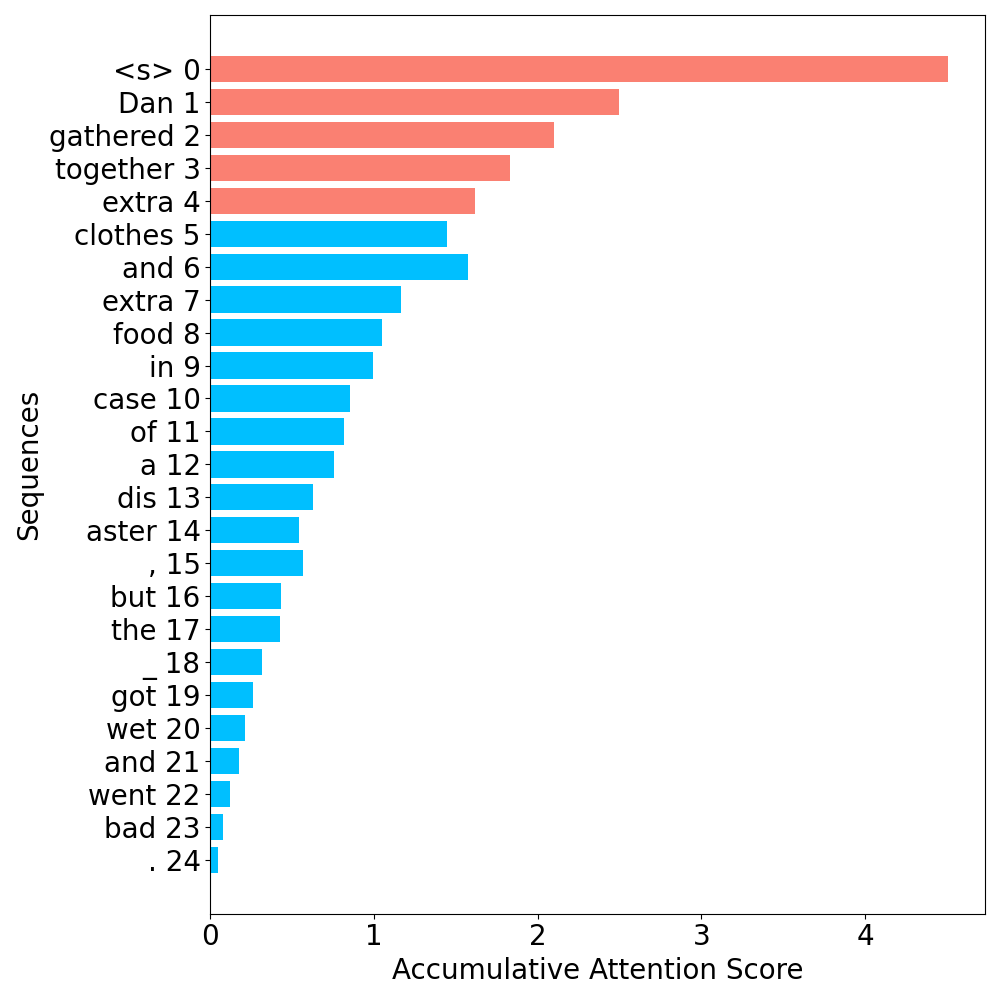 <s> 0
Dan 1
gathered 2
together 3
extra 4
clothes 5
and 6
extra 7
food 8
in 9
case 10
of 11
a 12
dis 13
aster 14
, 15
but 16
the 17
_ 18
got 19
wet 20
and 21
went 22
bad 23
. 24
Sequences
0 1 2 3 4
Accumulative Attention Score